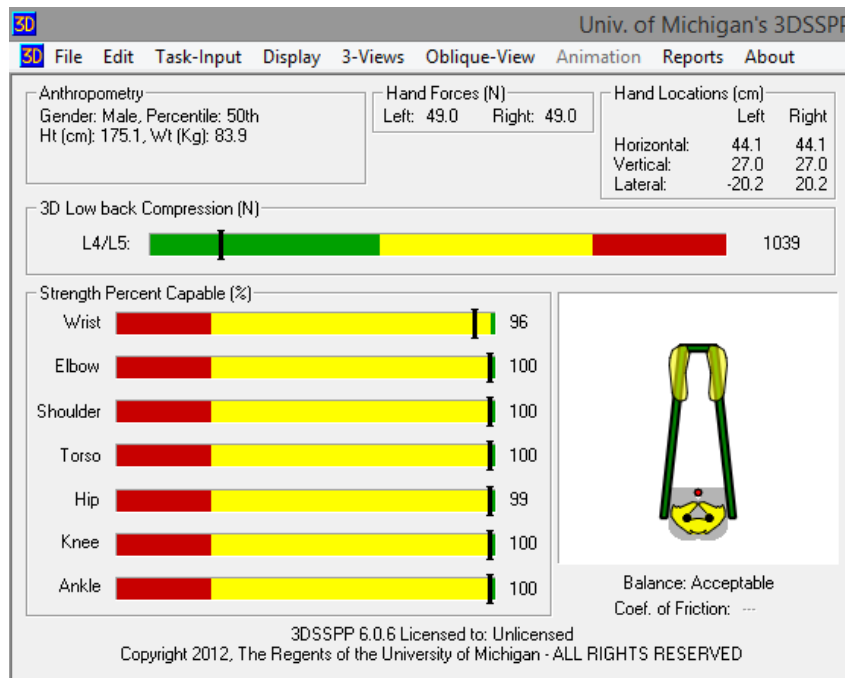 3D Univ. of Michigan's 3DSSPP
3D File Edit Task-Input Display 3-Views Oblique-View Animation Reports About
Anthropometry
Gender: Male, Percentile: 50th
Ht (cm): 175.1, Wt (Kg): 83.9
Hand Forces (N)
Left: 49.0 Right: 49.0
Hand Locations (cm)
Left Right
Horizontal: 44.1 44.1
Vertical: 27.0 27.0
Lateral: -20.2 20.2
3D Low back Compression (N)
L4/L5: 1039
Strength Percent Capable (%)
Wrist 96
Elbow 100
Shoulder 100
Torso 100
Hip 99
Knee 100
Ankle 100
Balance: Acceptable
Coef. of Friction: ---
3DSSPP 6.0.6 Licensed to: Unlicensed
Copyright 2012, The Regents of the University of Michigan - ALL RIGHTS RESERVED